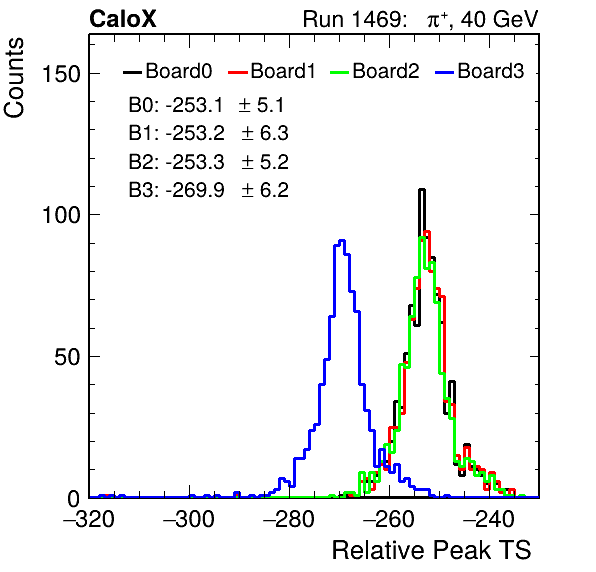 CaloX Run 1469: π⁺, 40 GeV
Counts
150
100
50
0
Board0 Board1 Board2 Board3
B0: -253.1 ± 5.1
B1: -253.2 ± 6.3
B2: -253.3 ± 5.2
B3: -269.9 ± 6.2
−320 −300 −280 −260 −240
Relative Peak TS